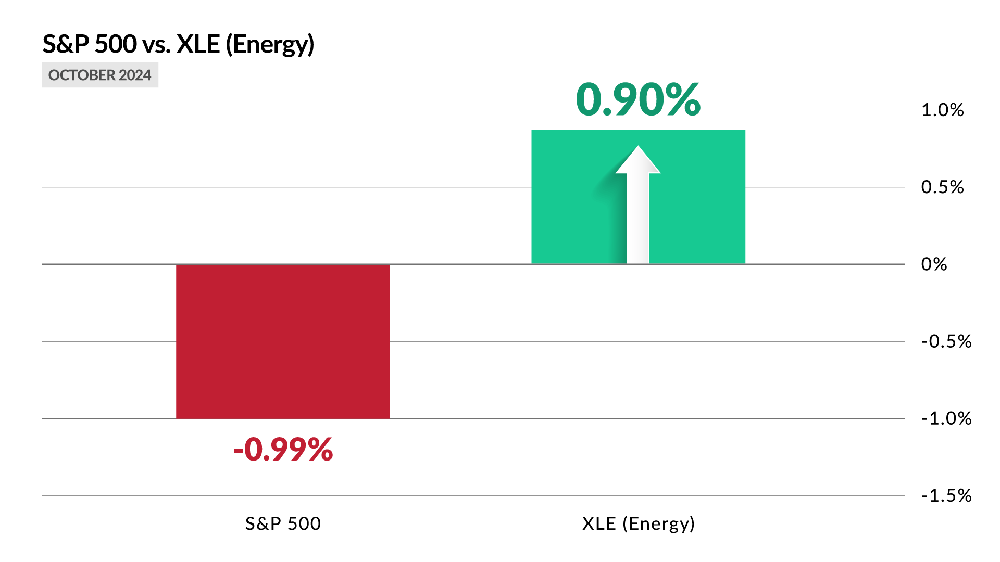 S&P 500 vs. XLE (Energy)
OCTOBER 2024
0.90%
1.0%
0.5%
0%
-0.5%
-1.0%
-0.99%
-1.5%
S&P 500
XLE (Energy)